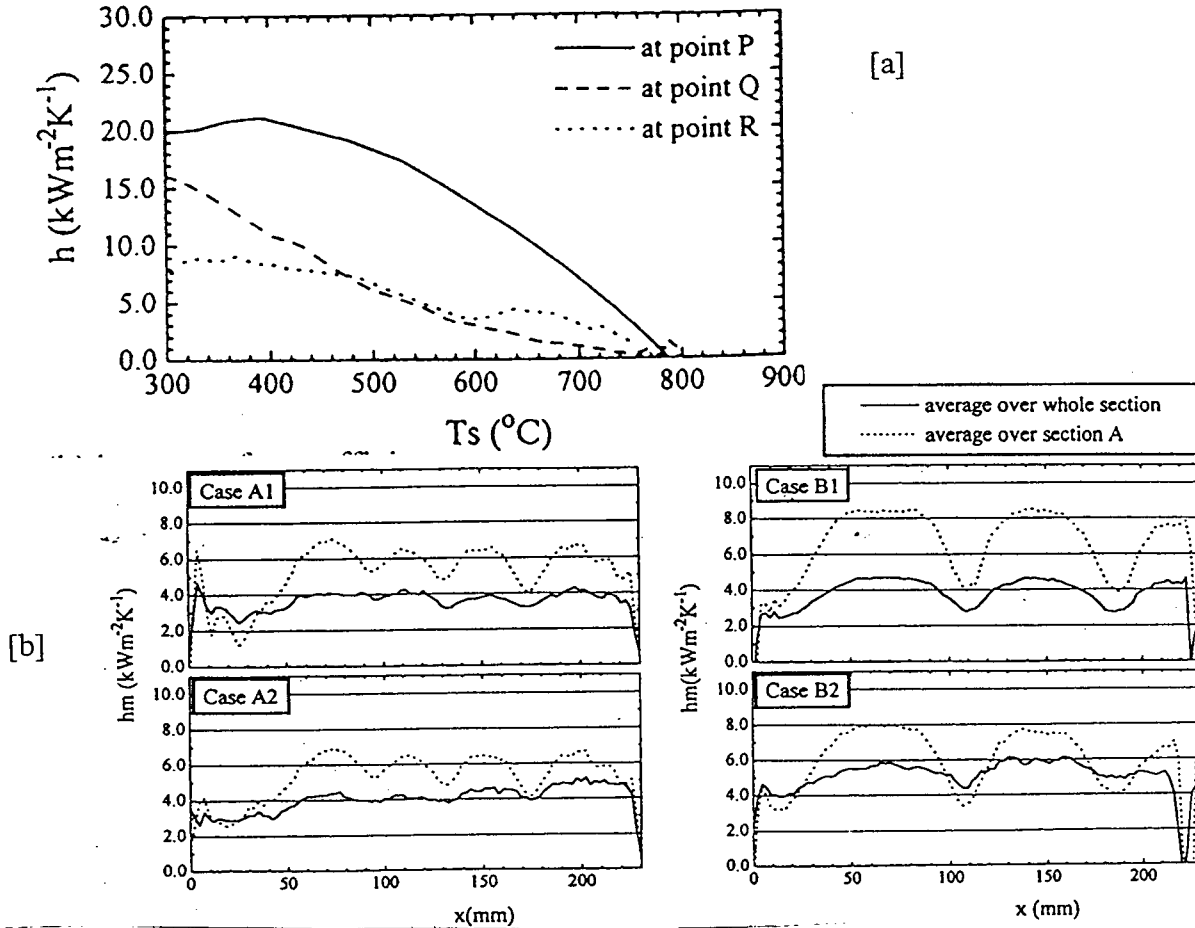 30.0
25.0
20.0
15.0
10.0
5.0
0.0
h (kWm-2K-1)
at point P
at point Q
at point R
[a]
300 400 500 600 700 800 900
Ts (°C)
average over whole section
average over section A
[b]
Case A1
10.0
8.0
6.0
4.0
2.0
0.0
Case A2
10.0
8.0
6.0
4.0
2.0
0.0
hm (kWm-2K-1)
0 50 100 150 200
x(mm)
Case B1
10.0
8.0
6.0
4.0
2.0
0.0
Case B2
10.0
8.0
6.0
4.0
2.0
0.0
hm(kWm-2K-1)
0 50 100 150 200
x (mm)